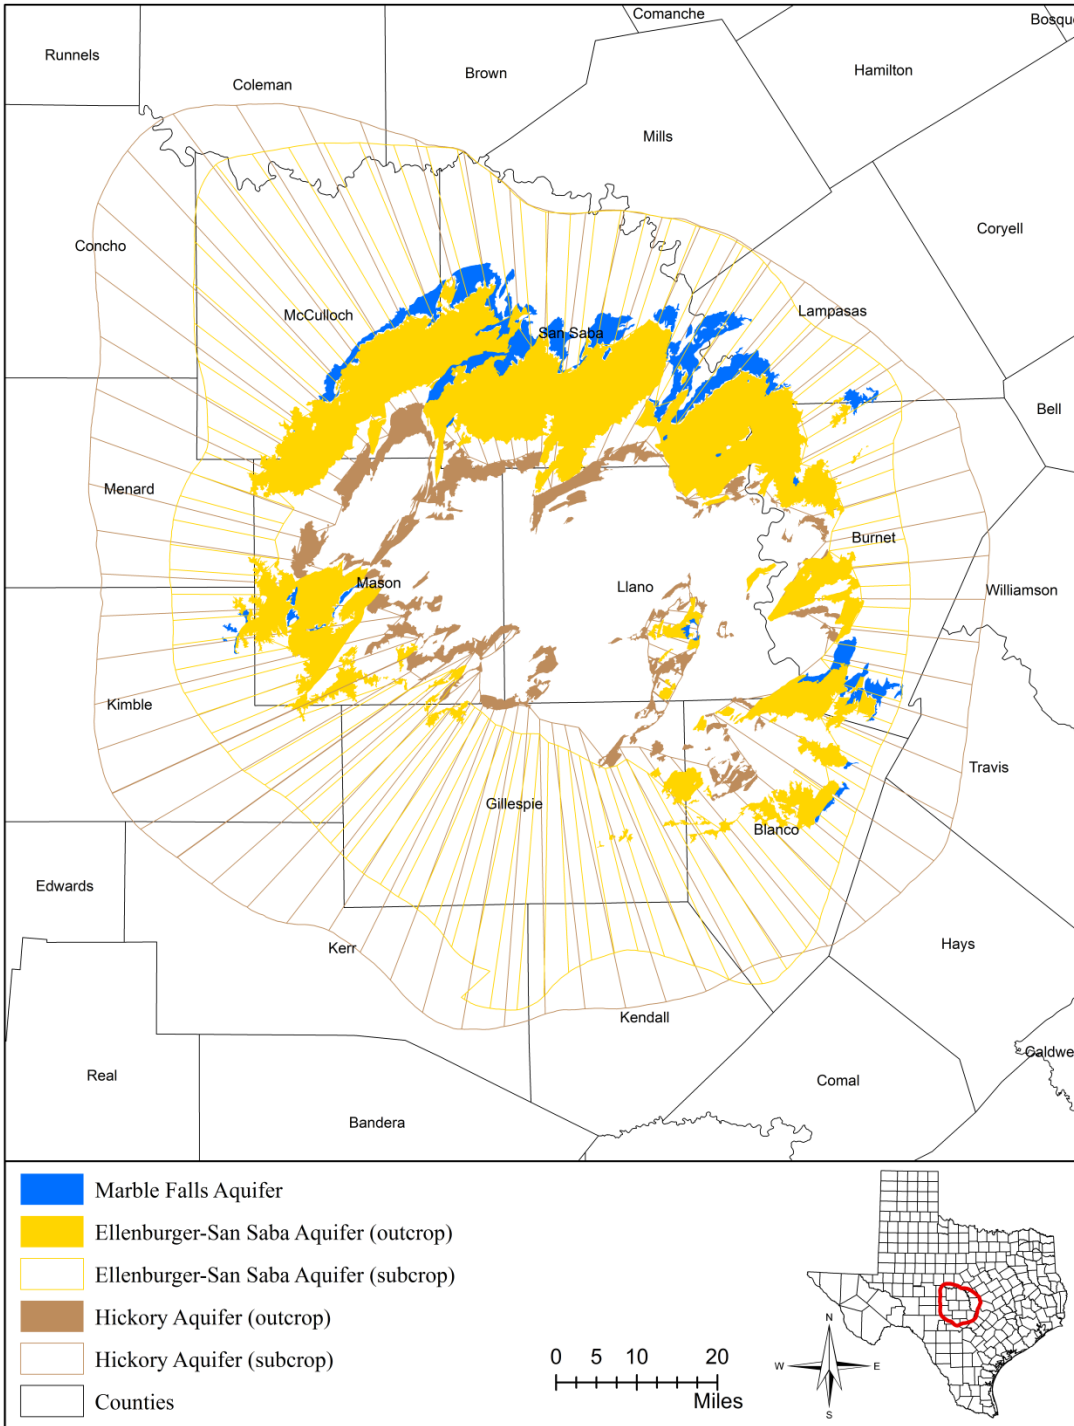 Comanche
Bosqu
Runnels
Brown
Hamilton
Coleman
Mills
Coryell
Concho
McCulloch
San Saba
Lampasas
Bell
Menard
Burnet
Mason
Llano
Williamson
Kimble
Travis
Gillespie
Blanco
Edwards
Kerr
Hays
Kendall
Caldwe
Real
Comal
Bandera
Marble Falls Aquifer
Ellenburger-San Saba Aquifer (outcrop)
Ellenburger-San Saba Aquifer (subcrop)
Hickory Aquifer (outcrop)
Hickory Aquifer (subcrop)
Counties
0 5 10 20
Miles
N
W E
S